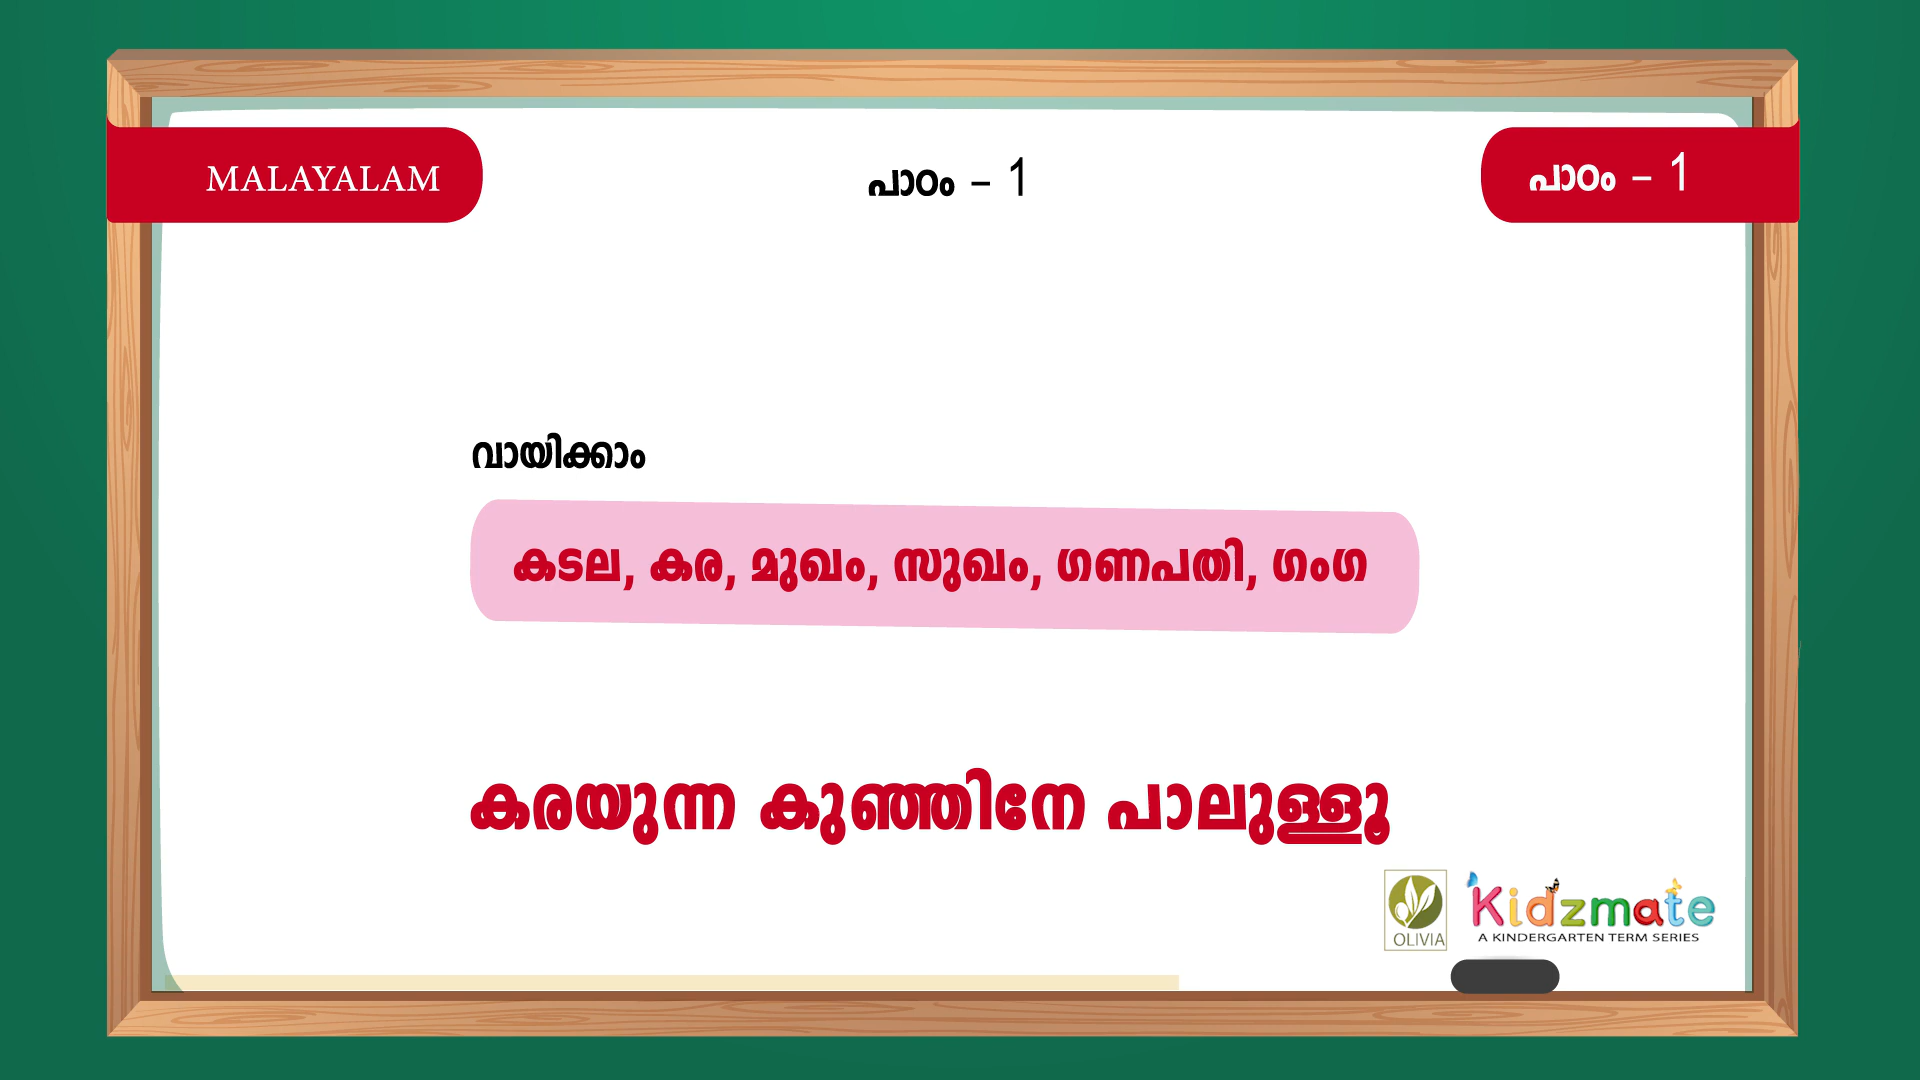 MALAYALAM
പാഠം – 1
പാഠം – 1
വായിക്കാം
കടല, കര, മുഖം, സുഖം, ഗണപതി, ഗംഗ
കരയുന്ന കുഞ്ഞിനേ പാലുള്ളൂ
OLIVIA
Kidzmate
A KINDERGARTEN TERM SERIES